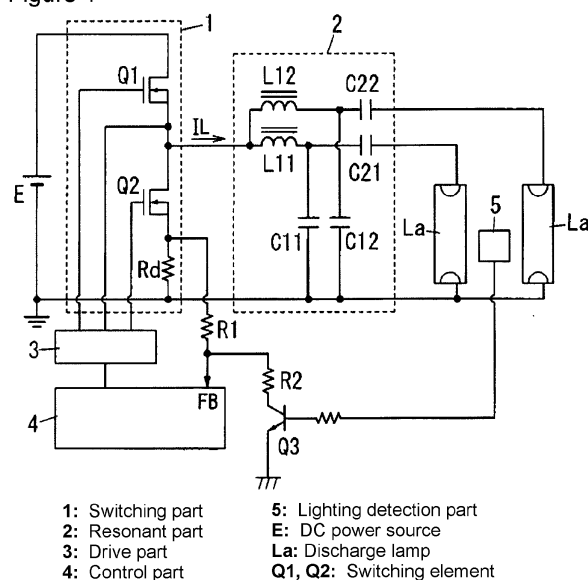 1
2
Q1
L12
C22
IL
L11
C21
Q2
E
5
La
La
C11
C12
Rd
R1
3
R2
FB
4
Q3
1: Switching part
2: Resonant part
3: Drive part
4: Control part
5: Lighting detection part
E: DC power source
La: Discharge lamp
Q1, Q2: Switching element